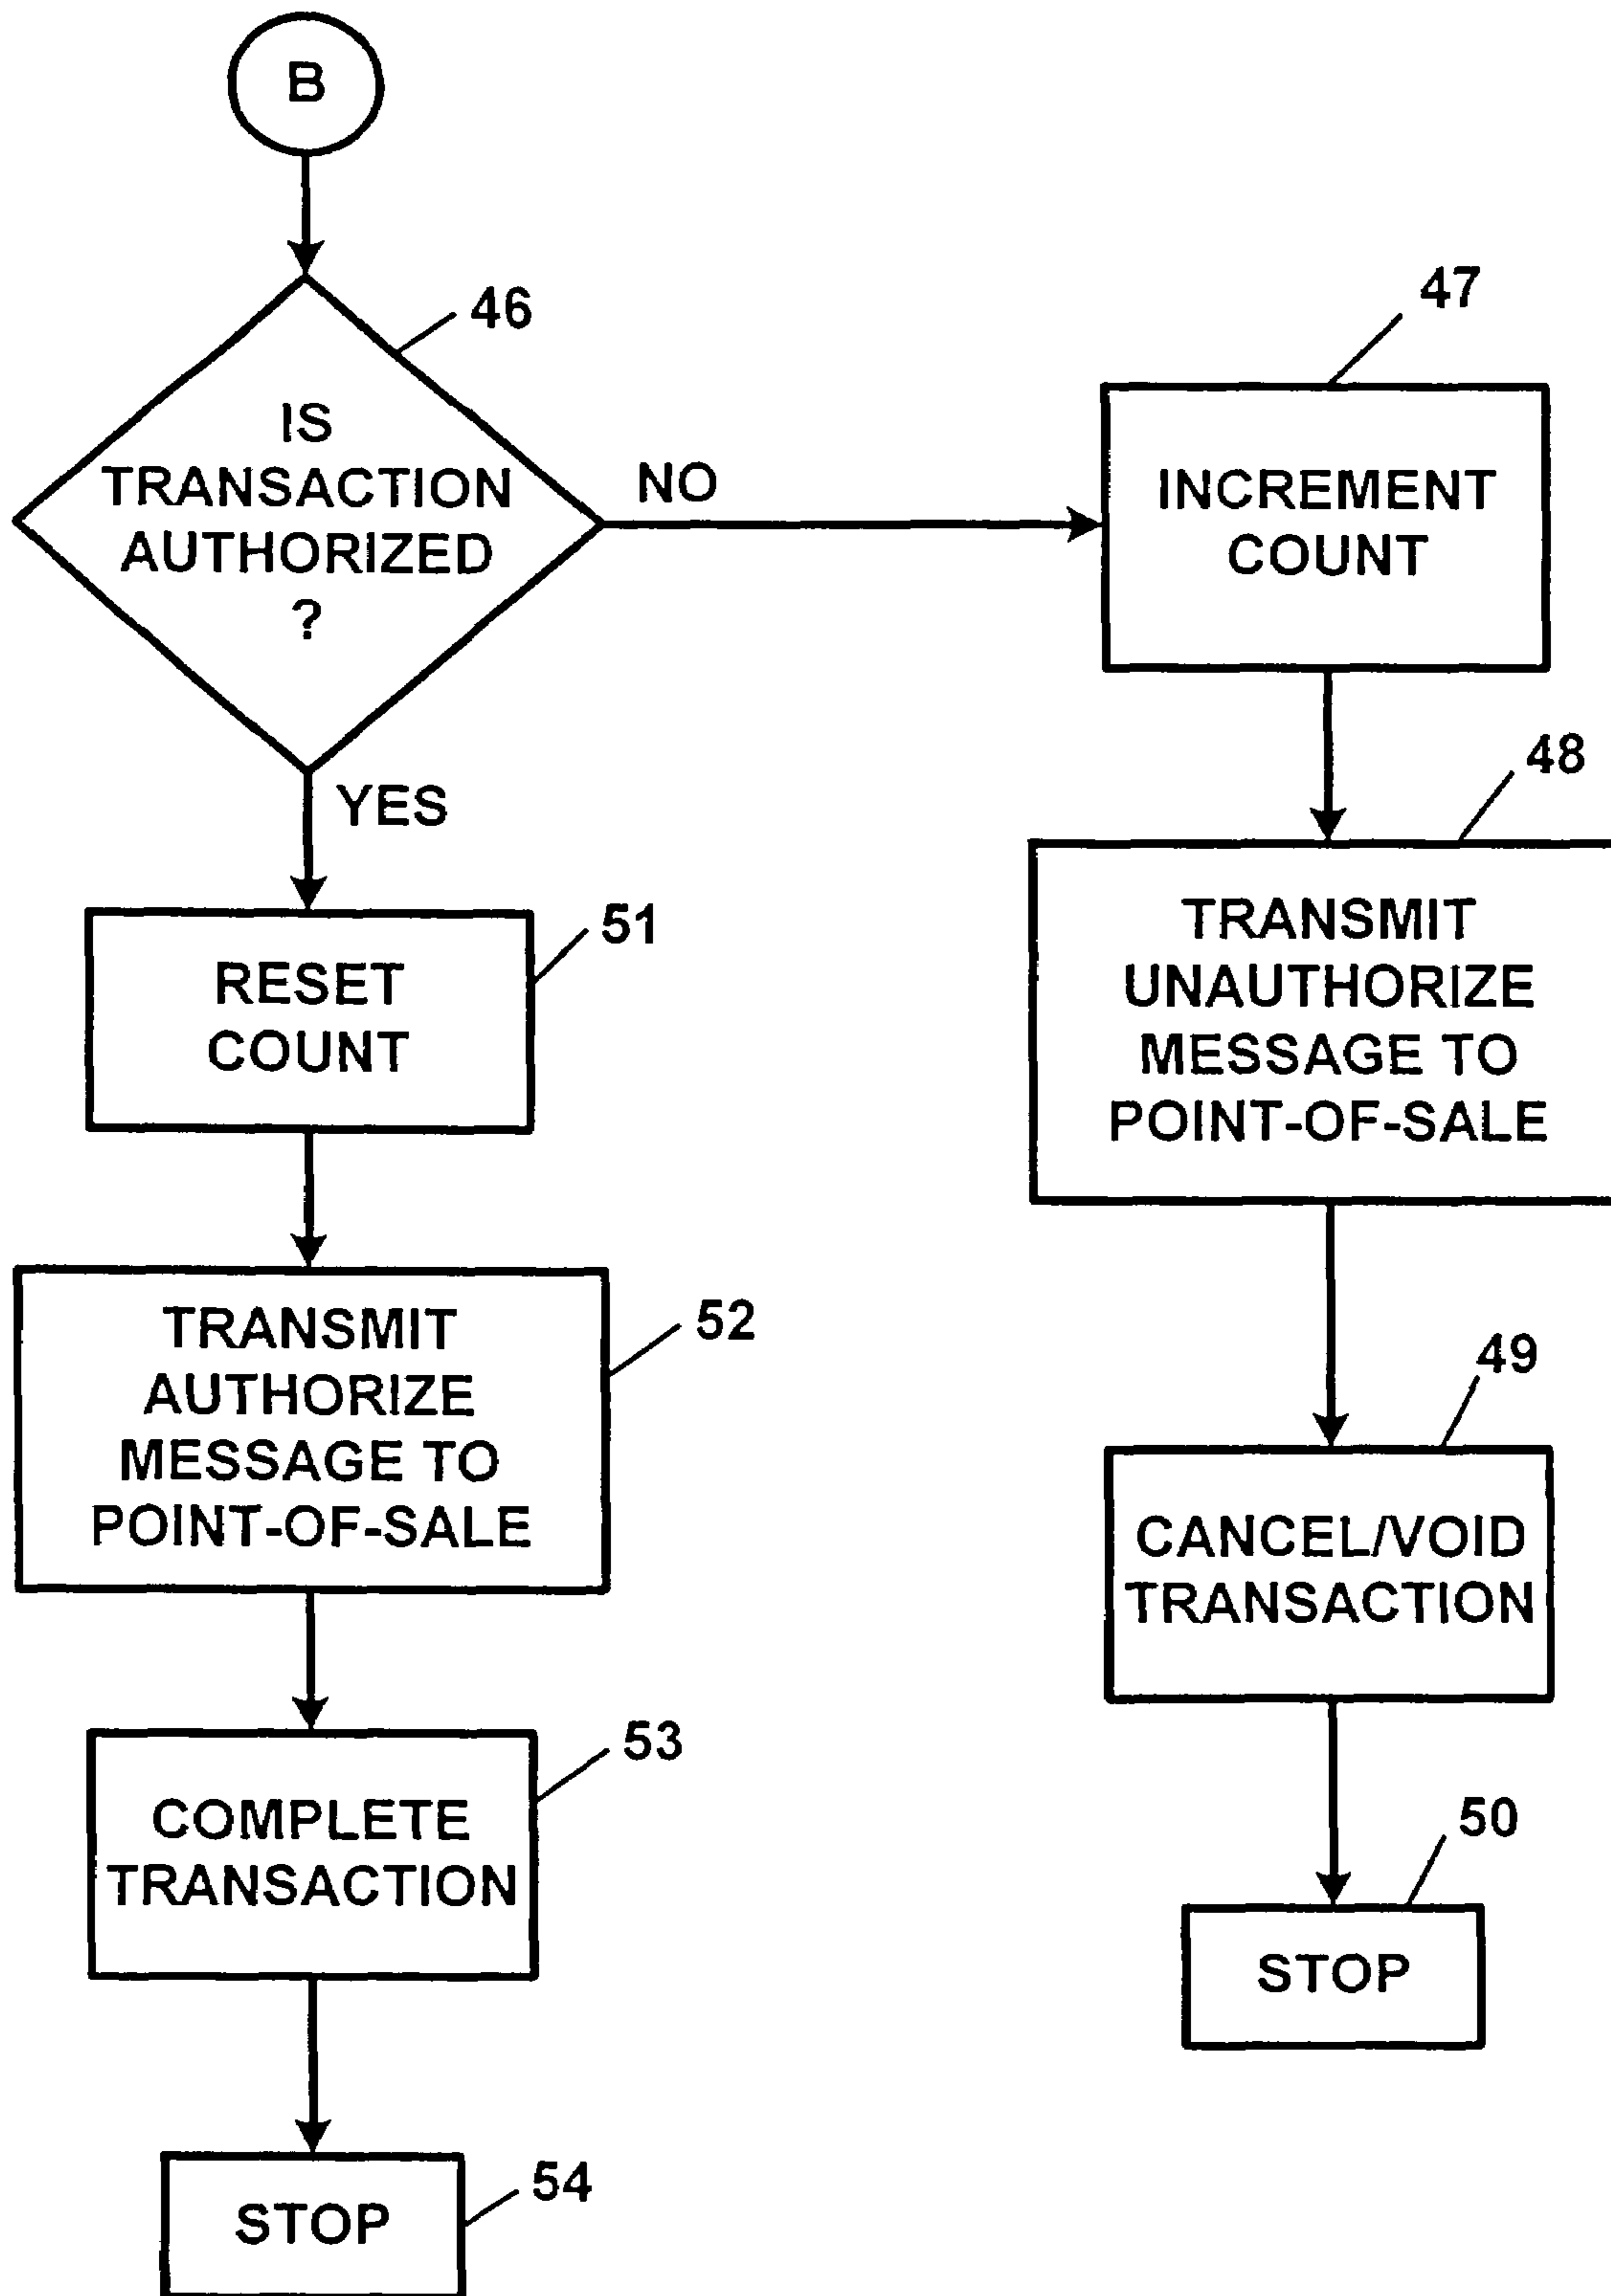 B
46
IS
TRANSACTION
AUTHORIZED
?
NO
YES
47
INCREMENT
COUNT
48
TRANSMIT
UNAUTHORIZE
MESSAGE TO
POINT-OF-SALE
49
CANCEL/VOID
TRANSACTION
50
STOP
51
RESET
COUNT
52
TRANSMIT
AUTHORIZE
MESSAGE TO
POINT-OF-SALE
53
COMPLETE
TRANSACTION
54
STOP